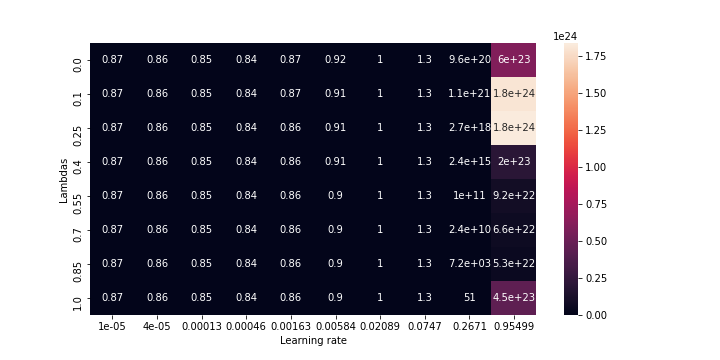 1e24
0.0 0.87 0.86 0.85 0.84 0.87 0.92 1 1.3 9.6e+20 6e+23 1.75
0.1 0.87 0.86 0.85 0.84 0.87 0.91 1 1.3 1.1e+21 1.8e+24 1.50
0.25 0.87 0.86 0.85 0.84 0.86 0.91 1 1.3 2.7e+18 1.8e+24 1.25
0.4 0.87 0.86 0.85 0.84 0.86 0.91 1 1.3 2.4e+15 2e+23 1.00
Lambdas
0.55 0.87 0.86 0.85 0.84 0.86 0.9 1 1.3 1e+11 9.2e+22 0.75
0.7 0.87 0.86 0.85 0.84 0.86 0.9 1 1.3 2.4e+10 6.6e+22 0.50
0.85 0.87 0.86 0.85 0.84 0.86 0.9 1 1.3 7.2e+03 5.3e+22 0.25
1.0 0.87 0.86 0.85 0.84 0.86 0.9 1 1.3 51 4.5e+23 0.00
1e-05 4e-05 0.00013 0.00046 0.00163 0.00584 0.02089 0.0747 0.2671 0.95499
Learning rate